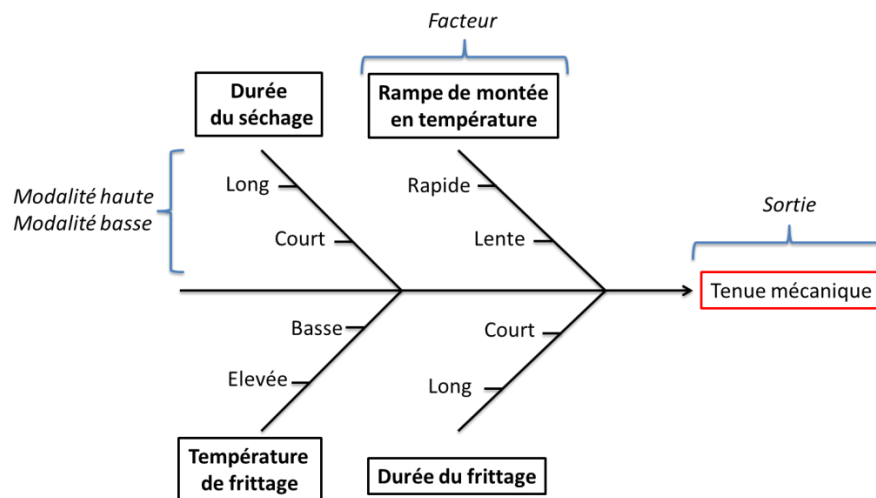 Facteur
Durée
du séchage
Rampe de montée
en température
Long
Rapide
Modalité haute
Modalité basse
Sortie
Court
Lente
Tenue mécanique
Basse
Court
Elevée
Long
Température
de frittage
Durée du frittage